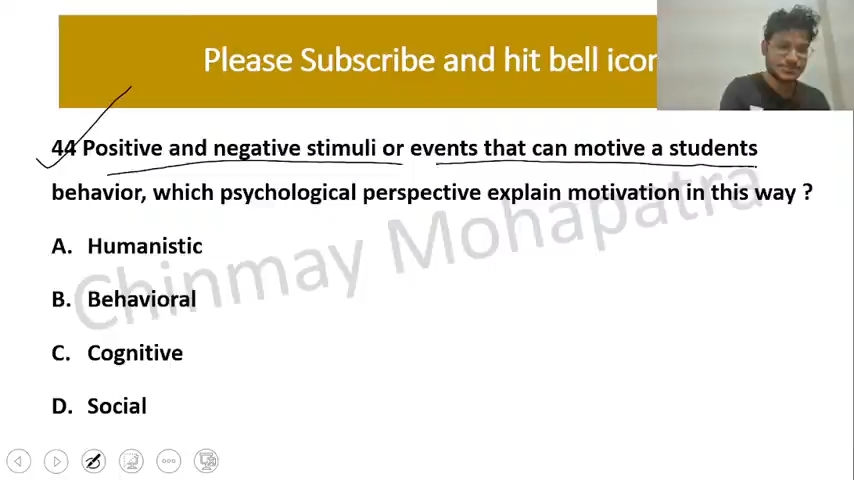 Please Subscribe and hit bell icon
44 Positive and negative stimuli or events that can motive a students
behavior, which psychological perspective explain motivation in this way ?
A. Humanistic
B. Behavioral
C. Cognitive
D. Social
Chinmay Mohapatra